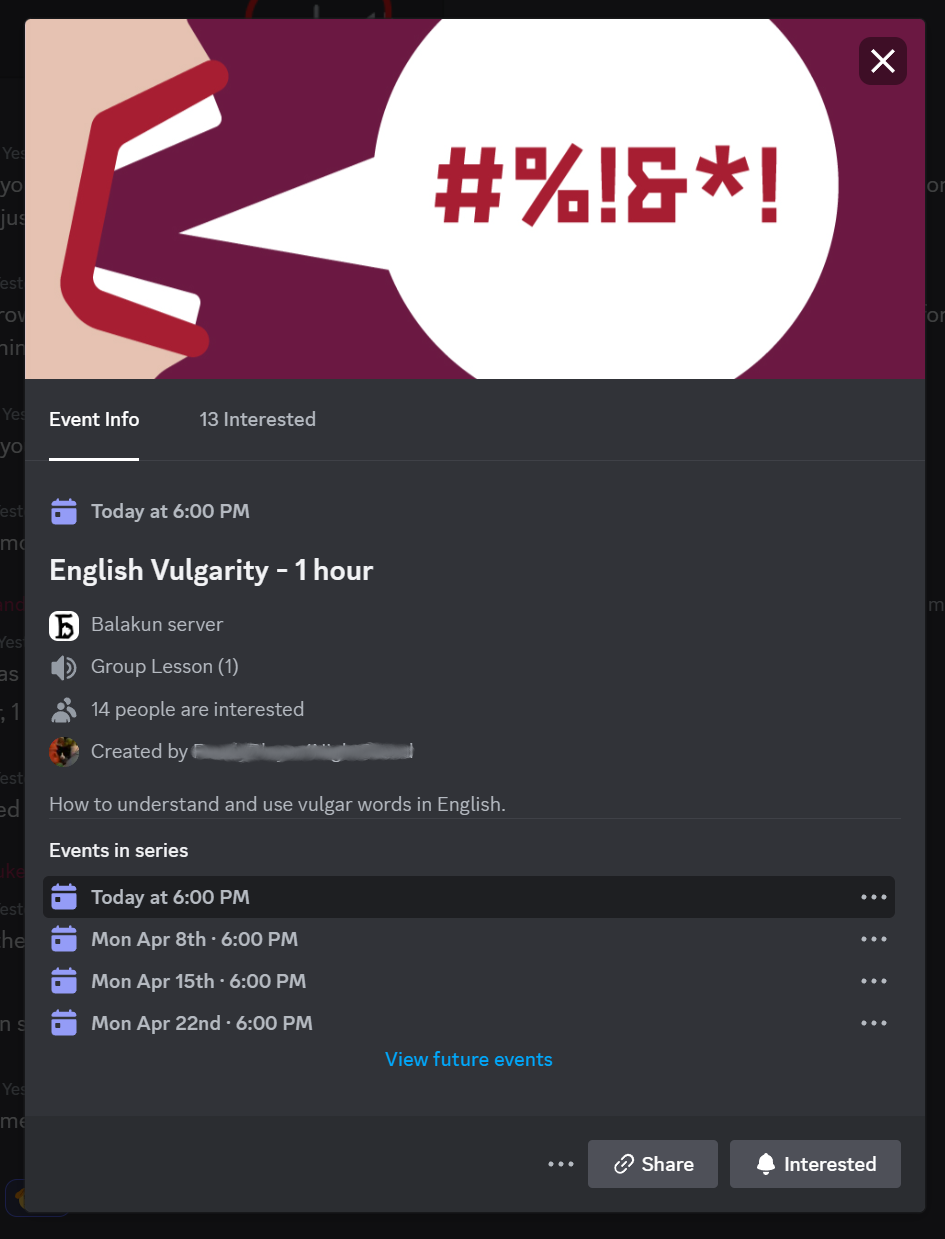 #%!&*!
Event Info
13 Interested
Today at 6:00 PM
English Vulgarity - 1 hour
Balakun server
Group Lesson (1)
14 people are interested
Created by
How to understand and use vulgar words in English.
Events in series
Today at 6:00 PM
Mon Apr 8th · 6:00 PM
Mon Apr 15th · 6:00 PM
Mon Apr 22nd · 6:00 PM
View future events
Share
Interested